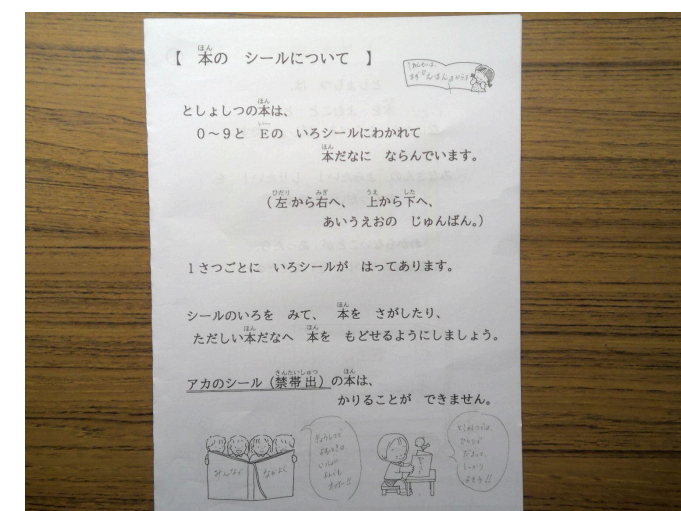 【 本の シールについて 】
としょしつの本は、
0～9と Eの いろシールにわかれて
本だなに ならんでいます。
（左から右へ、 上から下へ、
あいうえおの じゅんばん。）
1さつごとに いろシールが はってあります。
シールのいろを みて、 本を さがしたり、
ただしい本だなへ 本を もどせるようにしましょう。
アカのシール（禁帯出）の本は、
かりることが できません。
みんな なかよく